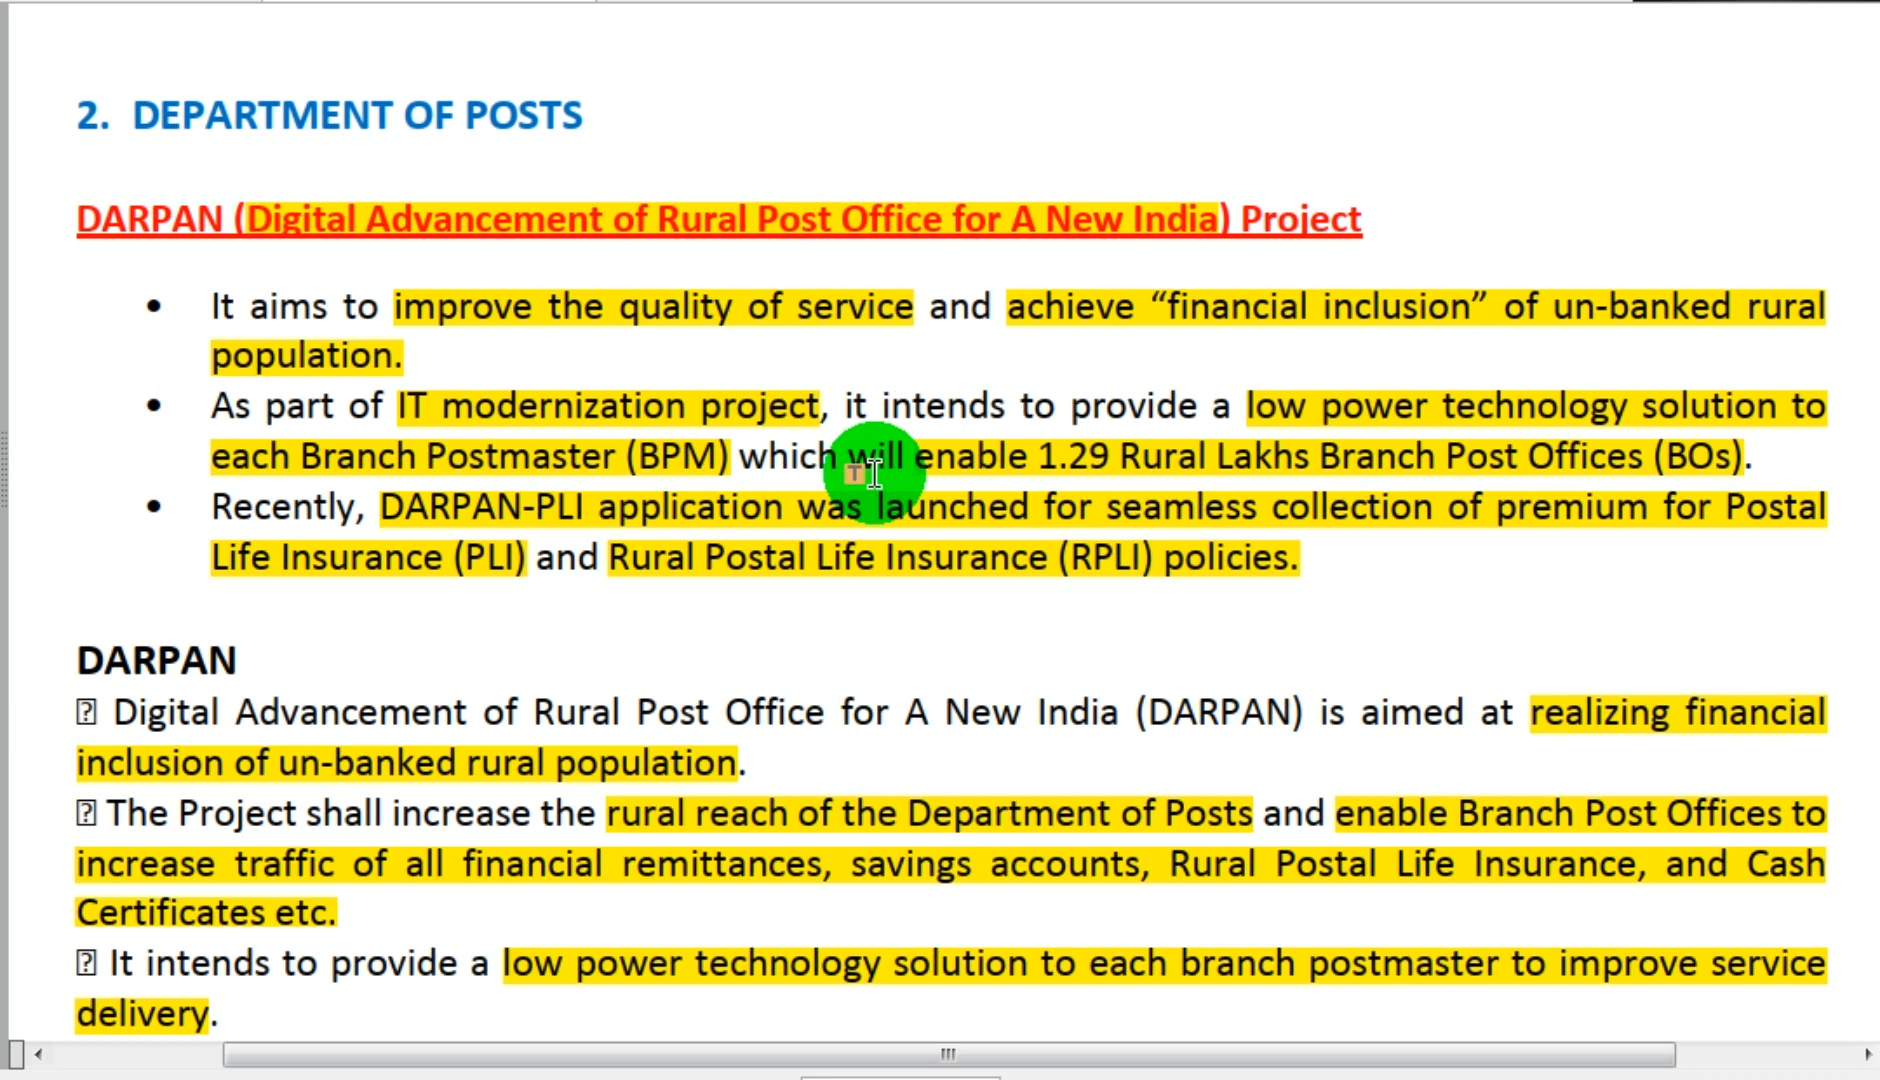 2. DEPARTMENT OF POSTS
DARPAN (Digital Advancement of Rural Post Office for A New India) Project
• It aims to improve the quality of service and achieve “financial inclusion” of un-banked rural
population.
• As part of IT modernization project, it intends to provide a low power technology solution to
each Branch Postmaster (BPM) which will enable 1.29 Rural Lakhs Branch Post Offices (BOs).
• Recently, DARPAN-PLI application was launched for seamless collection of premium for Postal
Life Insurance (PLI) and Rural Postal Life Insurance (RPLI) policies.
DARPAN
Digital Advancement of Rural Post Office for A New India (DARPAN) is aimed at realizing financial
inclusion of un-banked rural population.
The Project shall increase the rural reach of the Department of Posts and enable Branch Post Offices to
increase traffic of all financial remittances, savings accounts, Rural Postal Life Insurance, and Cash
Certificates etc.
It intends to provide a low power technology solution to each branch postmaster to improve service
delivery.